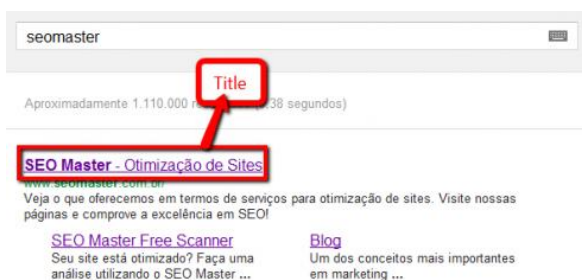 seomaster
Title
Aproximadamente 1.110.000 segundos)
SEO Master - Otimização de Sites
www.seomaster.com.br/
Veja o que oferecemos em termos de serviços para otimização de sites. Visite nossas
páginas e comprove a excelência em SEO!
SEO Master Free Scanner
Seu site está otimizado? Faça uma
análise utilizando o SEO Master ...
Blog
Um dos conceitos mais importantes
em marketing ...